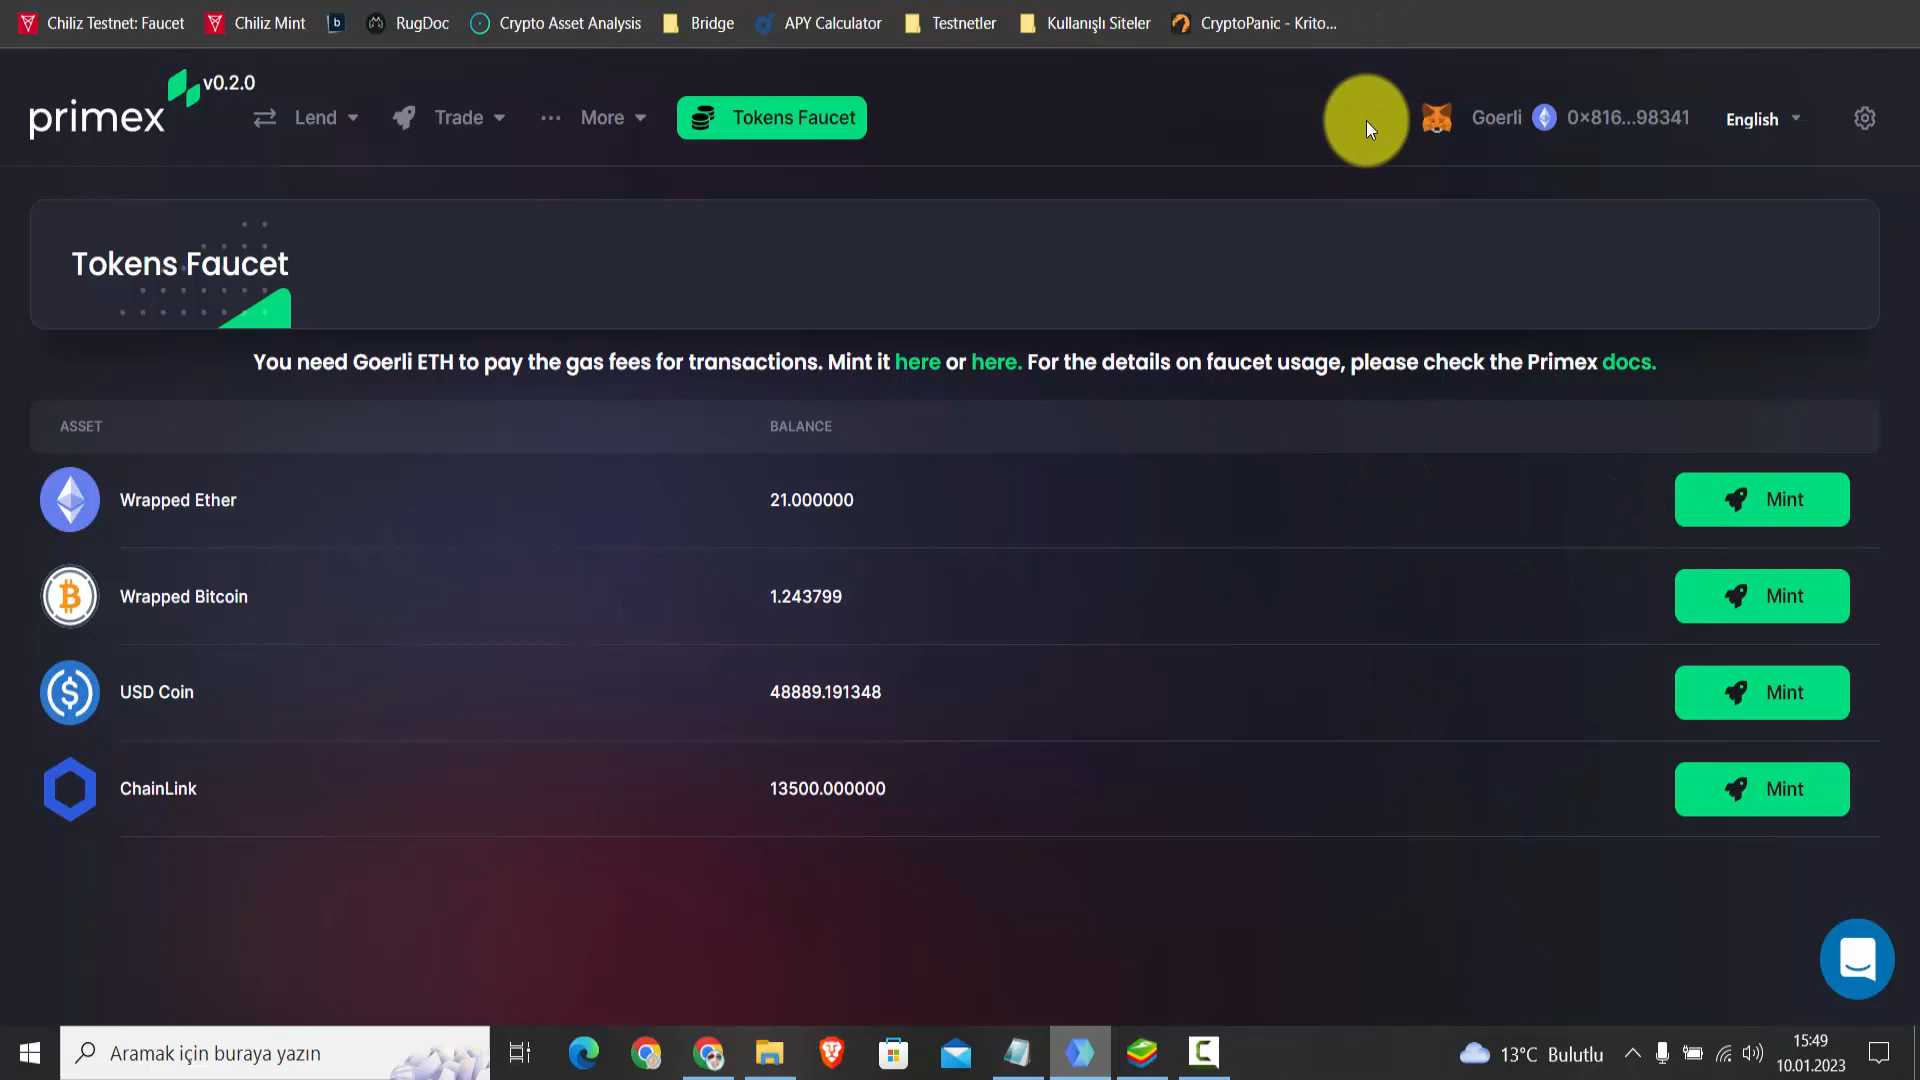 Chiliz Testnet: Faucet Chiliz Mint b RugDoc Crypto Asset Analysis Bridge APY Calculator Testnetler Kullanışlı Siteler CryptoPanic - Krito...
primex v0.2.0 Lend Trade More Tokens Faucet Goerli 0×816...98341 English
Tokens Faucet
You need Goerli ETH to pay the gas fees for transactions. Mint it here or here. For the details on faucet usage, please check the Primex docs.
ASSET BALANCE
Wrapped Ether 21.000000 Mint
Wrapped Bitcoin 1.243799 Mint
USD Coin 48889.191348 Mint
ChainLink 13500.000000 Mint
Aramak için buraya yazın 13°C Bulutlu 15:49
10.01.2023